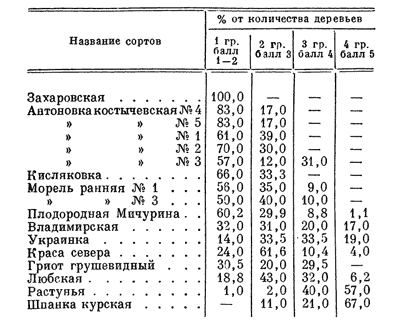 % от количества деревьев
Название сортов 1 гр. 2 гр. 3 гр. 4 гр.
балл балл 3 балл 4 балл 5
1—2
Захаровская . . . . . . . 100,0 — — —
Антоновка костычевская № 4 83,0 17,0 — —
» » № 5 83,0 17,0 — —
» » № 1 61,0 39,0 — —
» » № 2 70,0 30,0 — —
» » № 3 57,0 12,0 31,0 —
Кисляковка . . . . . . . 66,0 33,3 — —
Морель ранняя № 1 . . . 56,0 35,0 9,0 —
» » № 3 . . . 50,0 40,0 10,0 —
Плодородная Мичурина . . 60,2 29,9 8,8 1,1
Владимирская . . . . . . 32,0 31,0 20,0 17,0
Украинка . . . . . . . . 14,0 33,5 33,5 19,0
Краса севера . . . . . . 24,0 61,6 10,4 4,0
Гриот грушевидный . . . . 30,5 20,0 29,5 —
Любская . . . . . . . . 18,8 43,0 32,0 6,2
Растунья . . . . . . . . 1,0 2,0 40,0 57,0
Шпанка курская . . . . . — 11,0 21,0 67,0